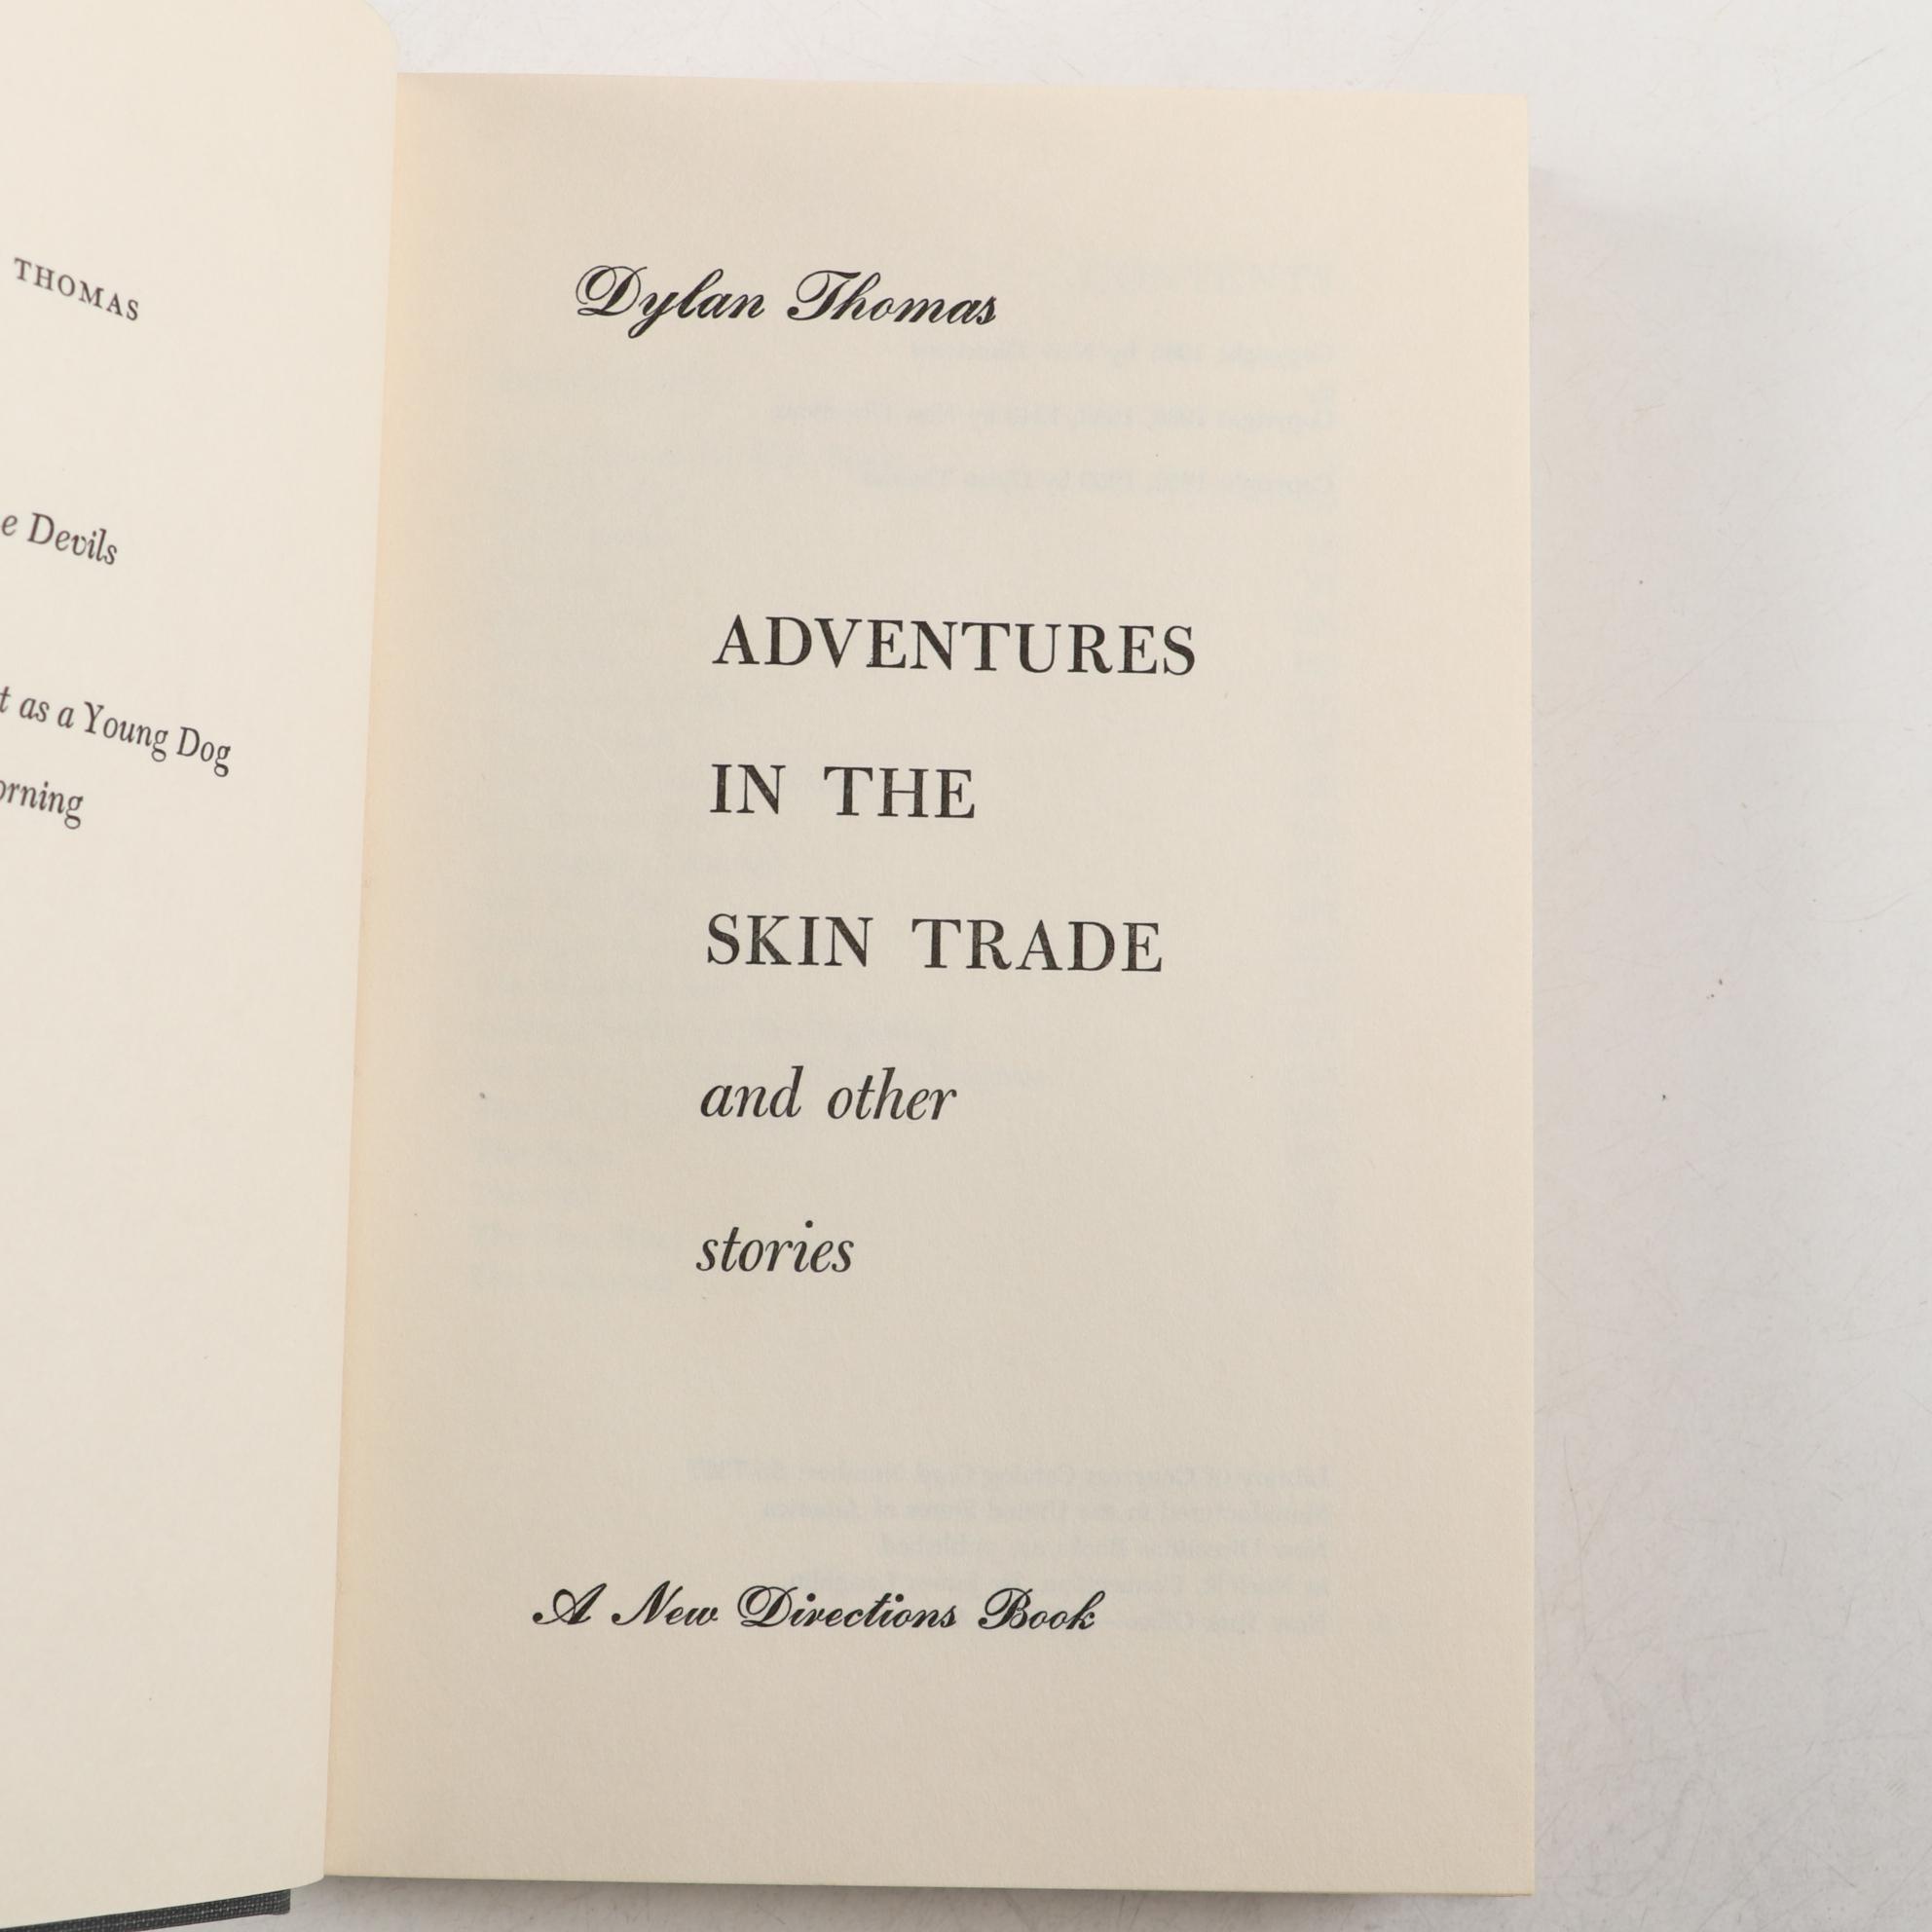 THOMAS
e Devils
t as a Young Dog
orning
Dylan Thomas
ADVENTURES
IN THE
SKIN TRADE
and other
stories
A New Directions Book